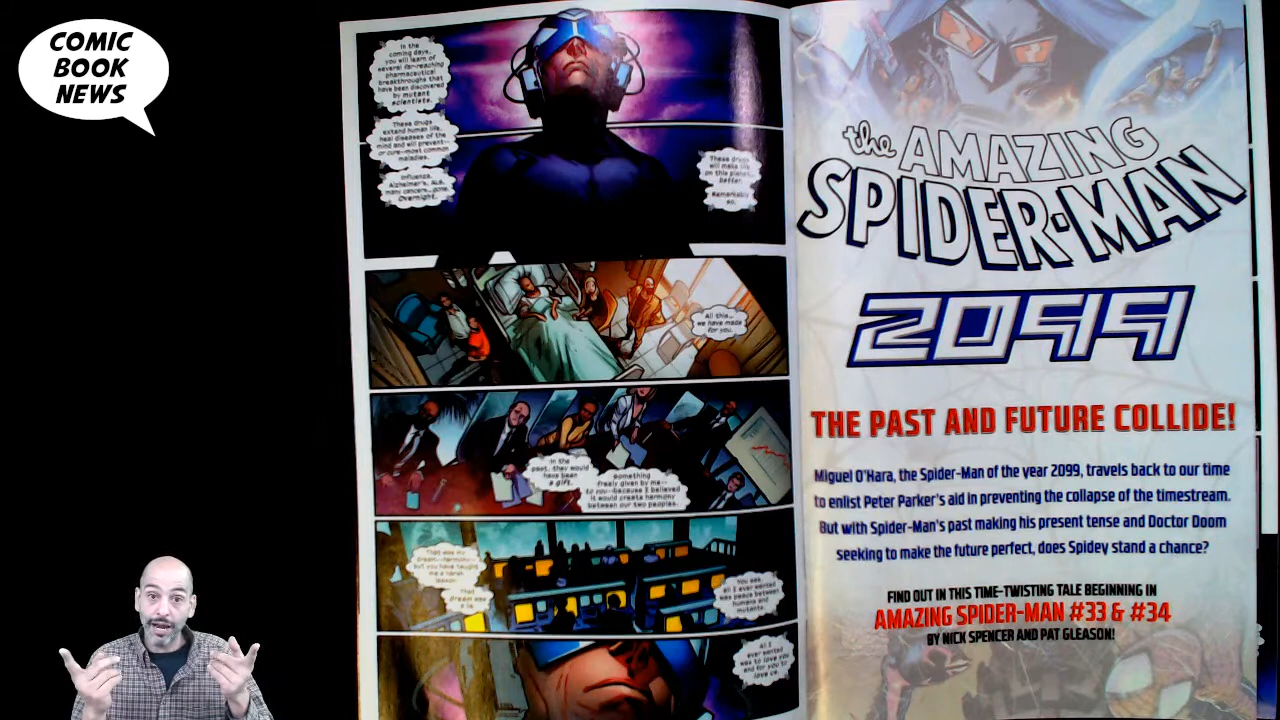 COMIC
BOOK
NEWS
In the
coming days,
you will learn of
several far-reaching
pharmaceutical
breakthroughs that
have been discovered
by mutant
scientists.
These drugs
extend human life,
heal diseases of the
mind and will prevent--
or cure--most common
maladies.
Influenza.
Alzheimer's. ALS.
Many cancers...gone.
Overnight.
These drugs
will make life
on this planet...
better.
Remarkably
so.
All this...
we have made
for you.
In the
past, they would
have been
a gift.
Something
freely given by me--
to you--because I believed
it would create harmony
between our two peoples.
That was my
dream--harmony--
but you have taught
me a harsh
lesson:
That
dream was
a lie.
You see,
all I ever wanted
was peace between
humans and
mutants.
All I
ever wanted
was to love you
and for you to
love us.
the AMAZING
SPIDER-MAN
2099
THE PAST AND FUTURE COLLIDE!
Miguel O'Hara, the Spider-Man of the year 2099, travels back to our time
to enlist Peter Parker's aid in preventing the collapse of the timestream.
But with Spider-Man's past making his present tense and Doctor Doom
seeking to make the future perfect, does Spidey stand a chance?
FIND OUT IN THIS TIME-TWISTING TALE BEGINNING IN
AMAZING SPIDER-MAN #33 & #34
BY NICK SPENCER AND PAT GLEASON!